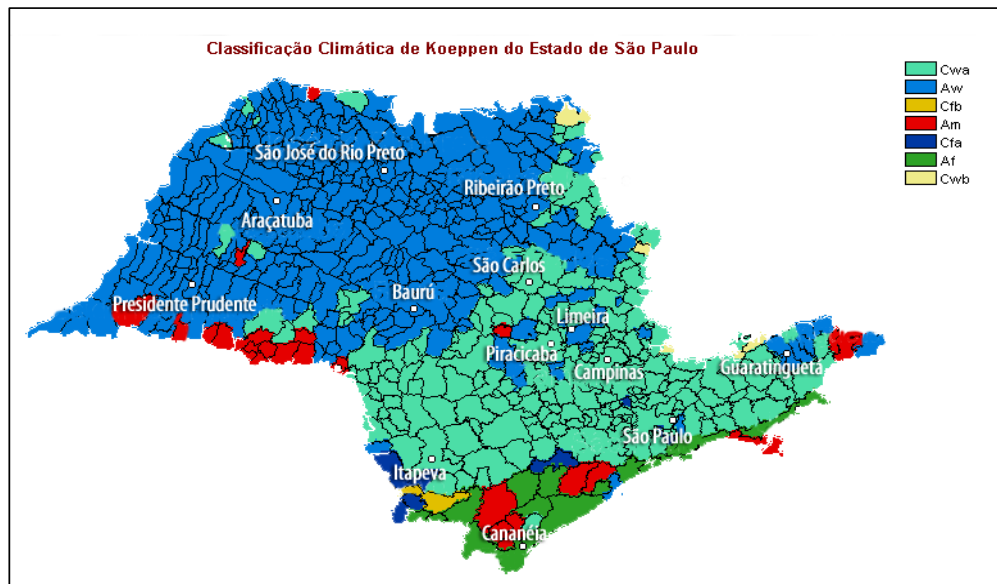 Classificação Climática de Koeppen do Estado de São Paulo
Cwa
Aw
Cfb
Am
Cfa
Af
Cwb
São José do Rio Preto
Ribeirão Preto
Araçatuba
São Carlos
Presidente Prudente
Baurú
Limeira
Piracicaba
Campinas
Guaratinguetá
São Paulo
Itapeva
Cananéia